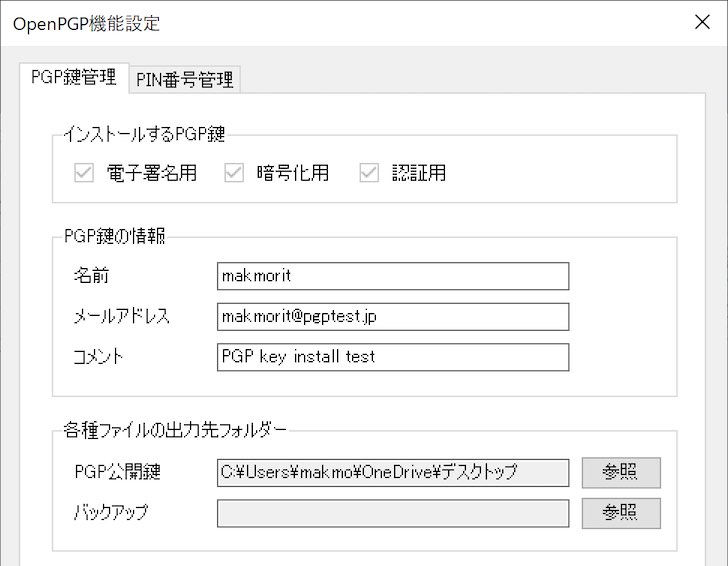 OpenPGP機能設定
PGP鍵管理 PIN番号管理
インストールするPGP鍵
電子署名用 暗号化用 認証用
PGP鍵の情報
名前 makmorit
メールアドレス makmorit@pgptest.jp
コメント PGP key install test
各種ファイルの出力先フォルダー
PGP公開鍵 C:¥Users¥makmo¥OneDrive¥デスクトップ 参照
バックアップ 参照